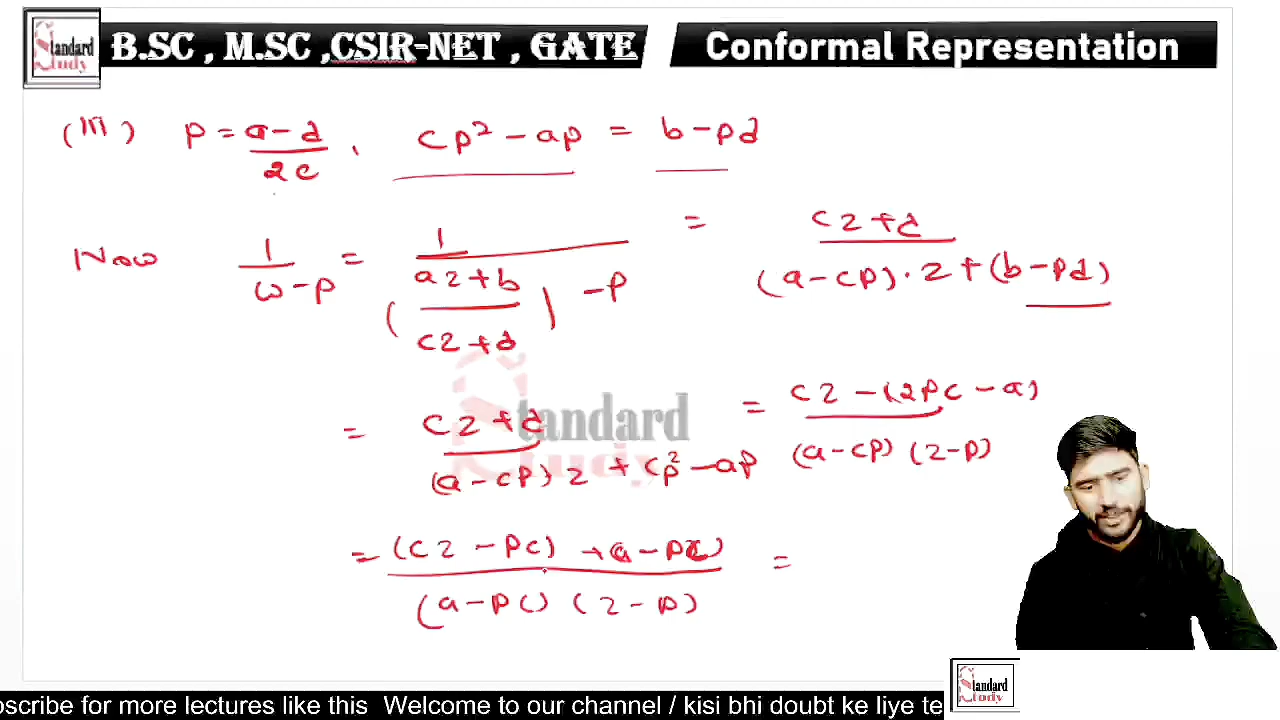 Standard Study B.SC , M.SC ,CSIR-NET , GATE Conformal Representation
(III) p = a-d/2c , cp² - ap = b - pd
Now 1/ω-p = 1/(az+b/cz+d) - p = cz+d/(a-cp)·z+(b-pd)
= cz+d/(a-cp)z + cp² - ap = cz-(2pc-a)/(a-cp)(z-p)
= (cz-pc) + (a-pc)/(a-pc)(z-p) =
Standard Study
Standard Study
scribe for more lectures like this Welcome to our channel / kisi bhi doubt ke liye te